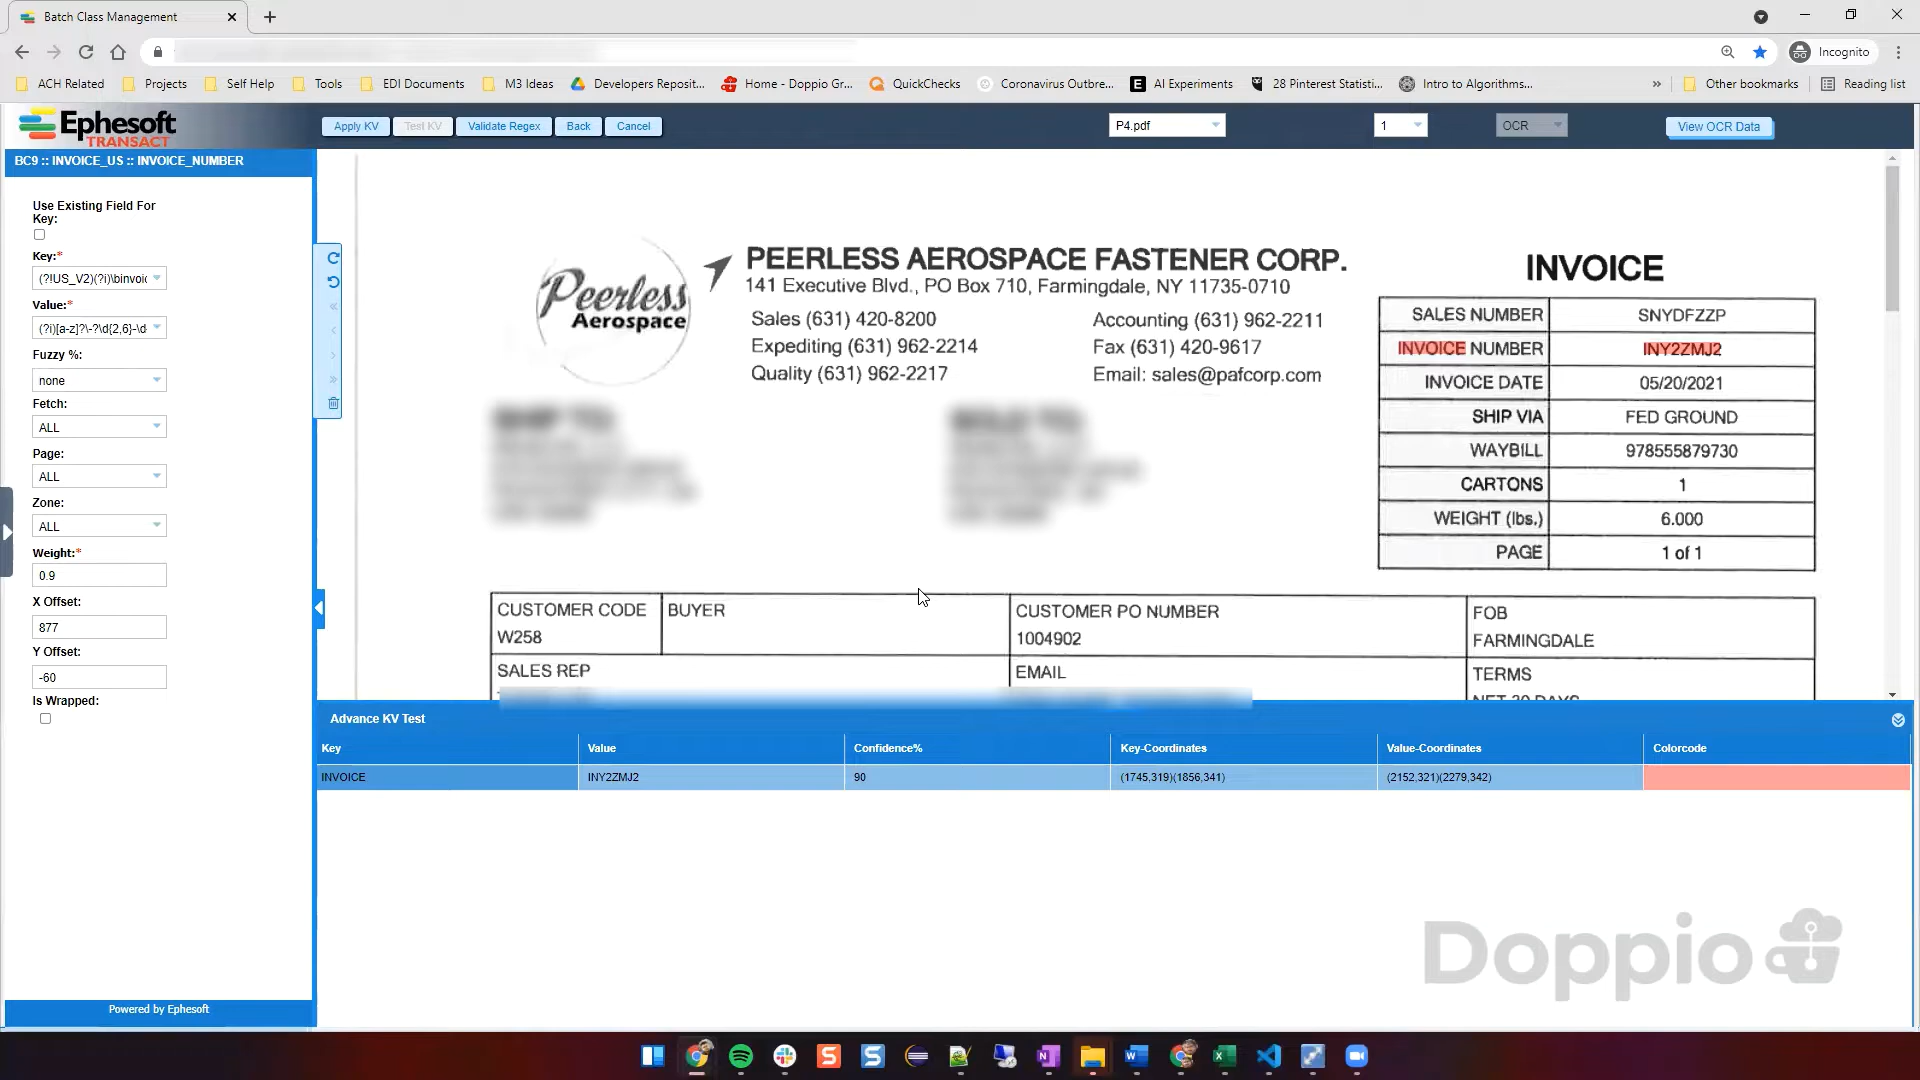 Batch Class Management
Incognito
ACH Related
Projects
Self Help
Tools
EDI Documents
M3 Ideas
Developers Reposit...
Home - Doppio Gr...
QuickChecks
Coronavirus Outbre...
AI Experiments
28 Pinterest Statisti...
Intro to Algorithms...
Other bookmarks
Reading list
Ephesoft
TRANSACT
Apply KV
Test KV
Validate Regex
Back
Cancel
P4.pdf
1
OCR
View OCR Data
BC9 :: INVOICE_US :: INVOICE_NUMBER
Use Existing Field For
Key:
Key:*
(?!US_V2)(?i)\binvoic
Value:*
(?i)[a-z]?\-?\d{2,6}-\d
Fuzzy %:
none
Fetch:
ALL
Page:
ALL
Zone:
ALL
Weight:*
0.9
X Offset:
877
Y Offset:
-60
Is Wrapped:
Powered by Ephesoft
Peerless
Aerospace
PEERLESS AEROSPACE FASTENER CORP.
141 Executive Blvd., PO Box 710, Farmingdale, NY 11735-0710
Sales (631) 420-8200
Accounting (631) 962-2211
Expediting (631) 962-2214
Fax (631) 420-9617
Quality (631) 962-2217
Email: sales@pafcorp.com
INVOICE
SALES NUMBER SNYDFZZP
INVOICE NUMBER INY2ZMJ2
INVOICE DATE 05/20/2021
SHIP VIA FED GROUND
WAYBILL 978555879730
CARTONS 1
WEIGHT (lbs.) 6.000
PAGE 1 of 1
SHIP TO:
SOLD TO:
CUSTOMER CODE
W258
BUYER
CUSTOMER PO NUMBER
1004902
FOB
FARMINGDALE
SALES REP
EMAIL
TERMS
NET 30 DAYS
Advance KV Test
Key Value Confidence% Key-Coordinates Value-Coordinates Colorcode
INVOICE INY2ZMJ2 90 (1745,319)(1856,341) (2152,321)(2279,342)
Doppio